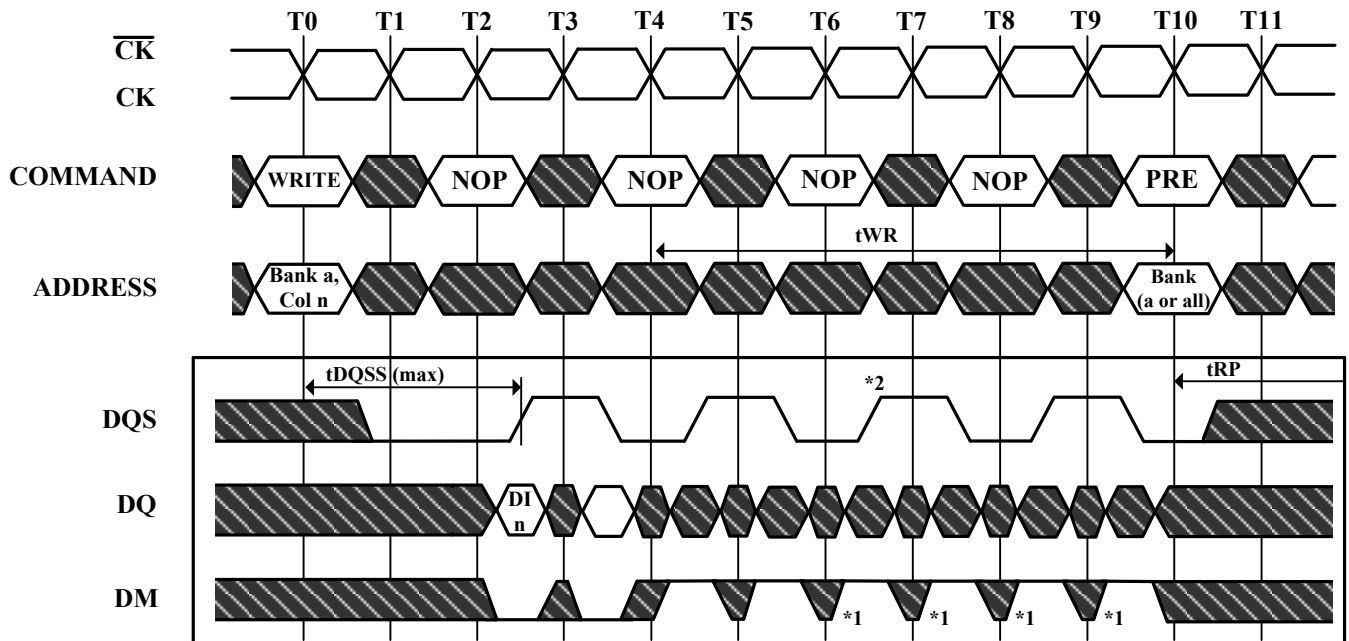 T0 T1 T2 T3 T4 T5 T6 T7 T8 T9 T10 T11
CK
CK
COMMAND WRITE NOP NOP NOP NOP PRE
tWR
ADDRESS Bank a, Col n Bank (a or all)
tDQSS (max) *2 tRP
DQS
DQ DI n
DM *1 *1 *1 *1